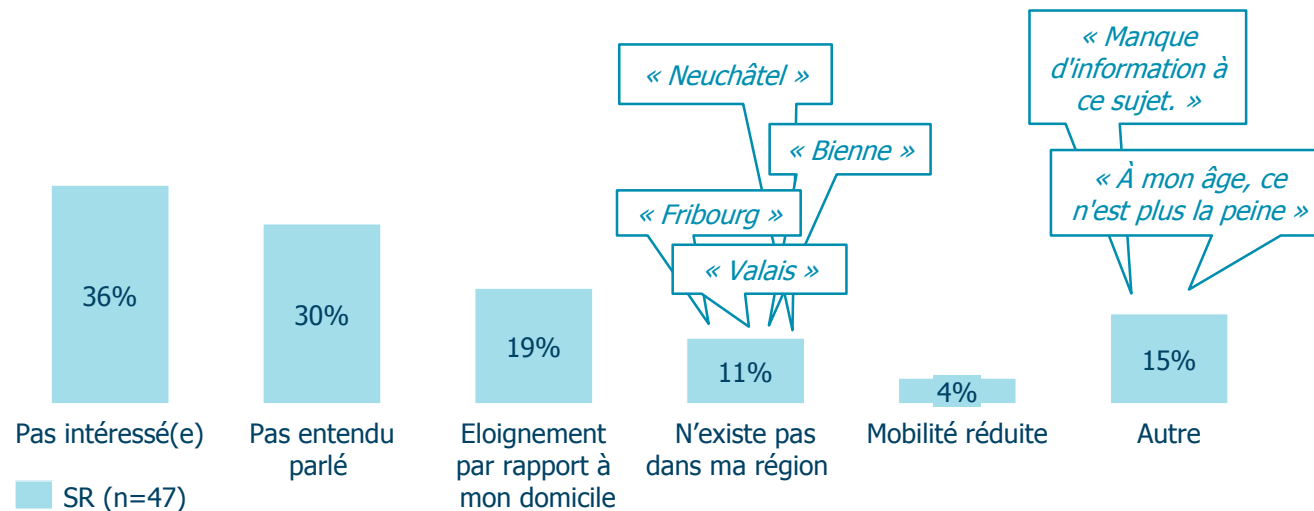 « Neuchâtel »
« Bienne »
« Fribourg »
« Valais »
« Manque
d'information à
ce sujet. »
« À mon âge, ce
n'est plus la peine »
36%
30%
19%
11%
4%
15%
Pas intéressé(e)
Pas entendu
parlé
Eloignement
par rapport à
mon domicile
N’existe pas
dans ma région
Mobilité réduite
Autre
SR (n=47)